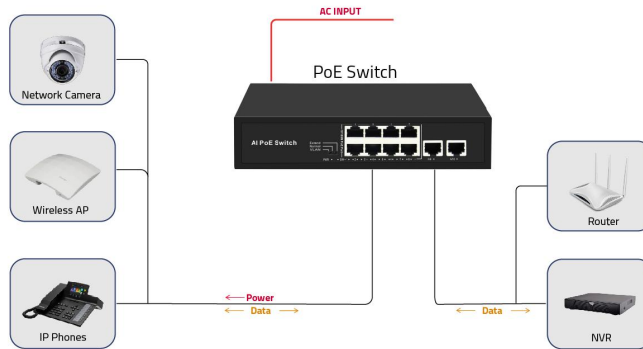 AC INPUT
PoE Switch
Network Camera
AI PoE Switch
Wireless AP
Router
Power
Data
Data
IP Phones
NVR